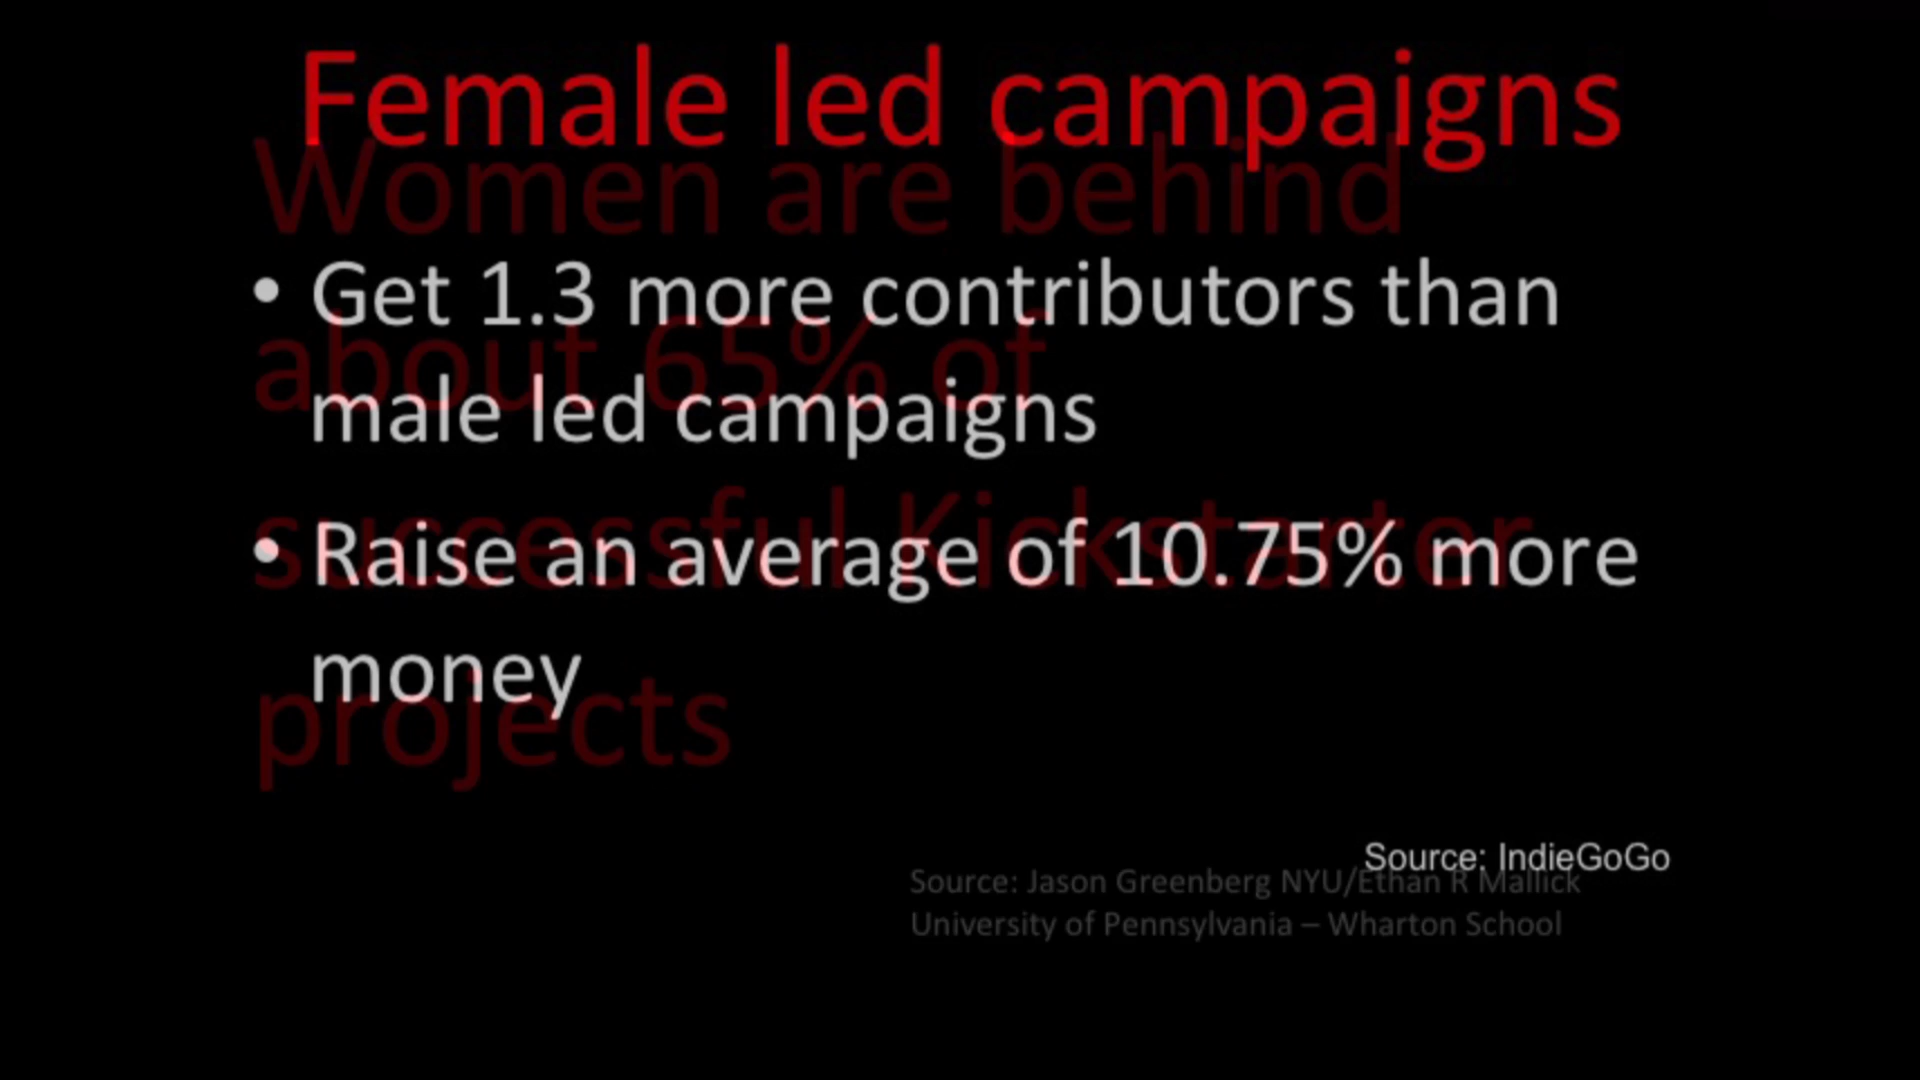 Female led campaigns
Women are behind
• Get 1.3 more contributors than
about 65% of
male led campaigns
successful Kickstarter
• Raise an average of 10.75% more
money
projects
Source: IndieGoGo
Source: Jason Greenberg NYU/Ethan R Mallick
University of Pennsylvania – Wharton School